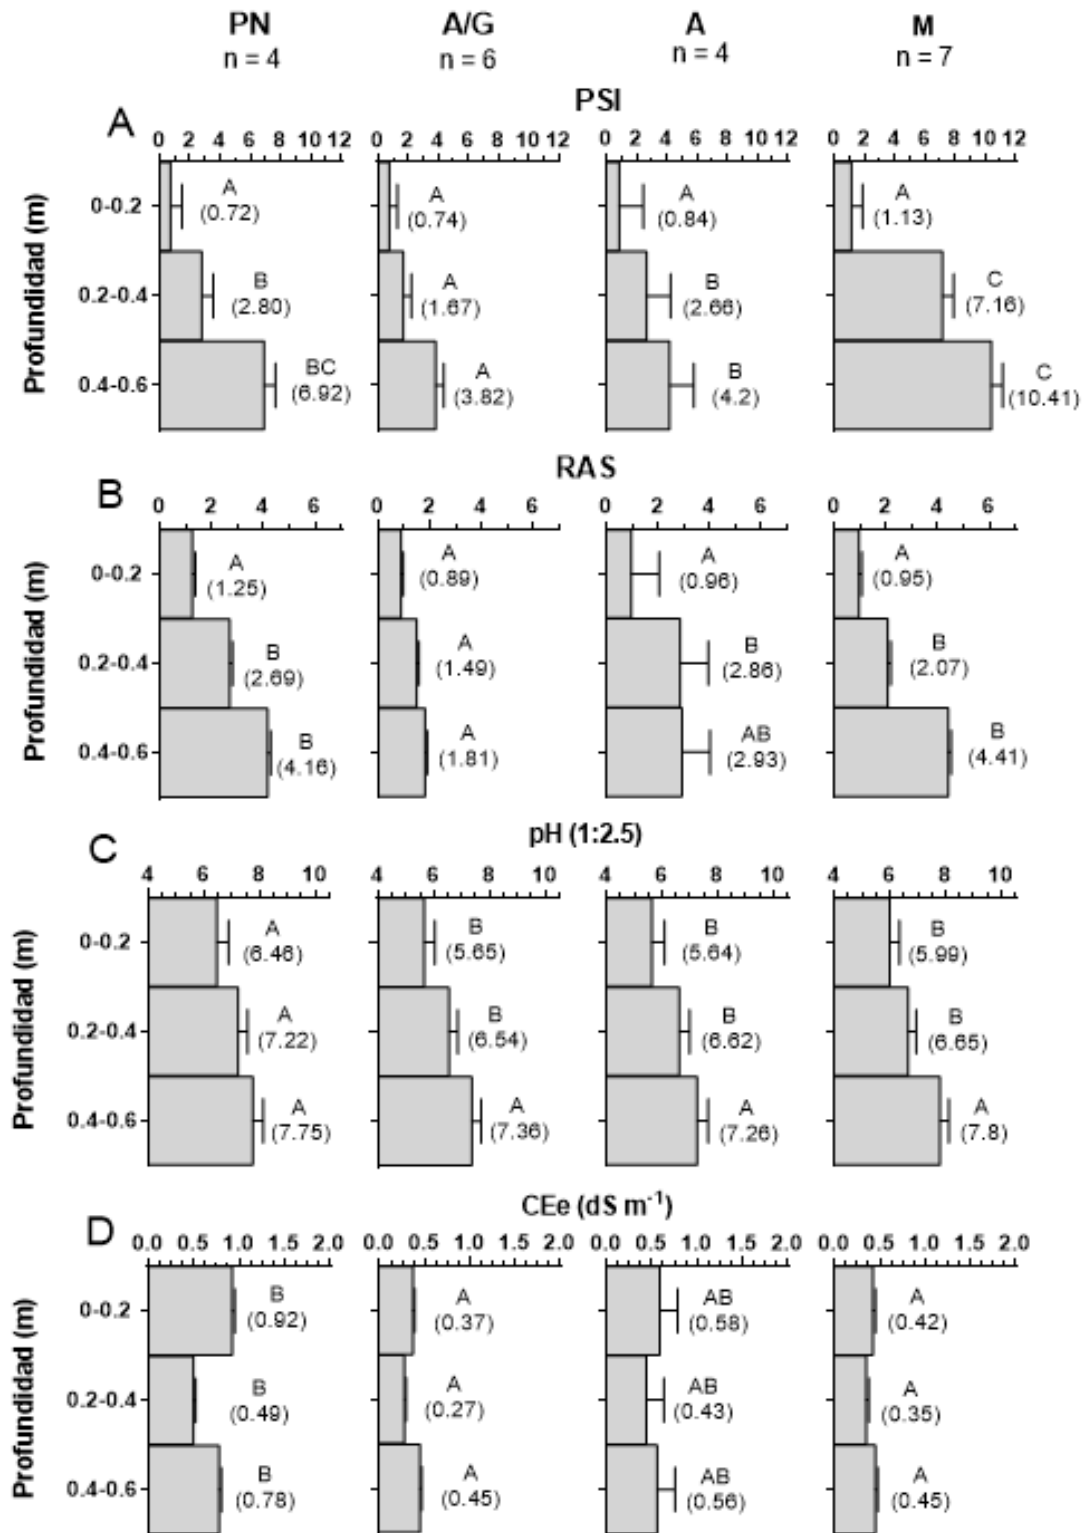 PN A/G A M
n = 4 n = 6 n = 4 n = 7
A PSI
0 2 4 6 8 10 12 0 2 4 6 8 10 12 0 2 4 6 8 10 12 0 2 4 6 8 10 12
Profundidad (m)
0-0.2 A A A A
(0.72) (0.74) (0.84) (1.13)
0.2-0.4 B A B C
(2.80) (1.67) (2.66) (7.16)
0.4-0.6 BC A B C
(6.92) (3.82) (4.2) (10.41)
B RAS
0 2 4 6 0 2 4 6 0 2 4 6 0 2 4 6
Profundidad (m)
0-0.2 A A A A
(1.25) (0.89) (0.96) (0.95)
0.2-0.4 B A B B
(2.69) (1.49) (2.86) (2.07)
0.4-0.6 B A AB B
(4.16) (1.81) (2.93) (4.41)
C pH (1:2.5)
4 6 8 10 4 6 8 10 4 6 8 10 4 6 8 10
Profundidad (m)
0-0.2 A B B B
(6.46) (5.65) (5.64) (5.99)
0.2-0.4 A B B B
(7.22) (6.54) (6.62) (6.65)
0.4-0.6 A A A A
(7.75) (7.36) (7.26) (7.8)
D CEe (dS m⁻¹)
0.0 0.5 1.0 1.5 2.0 0.0 0.5 1.0 1.5 2.0 0.0 0.5 1.0 1.5 2.0 0.0 0.5 1.0 1.5 2.0
Profundidad (m)
0-0.2 B A AB A
(0.92) (0.37) (0.58) (0.42)
0.2-0.4 B A AB A
(0.49) (0.27) (0.43) (0.35)
0.4-0.6 B A AB A
(0.78) (0.45) (0.56) (0.45)